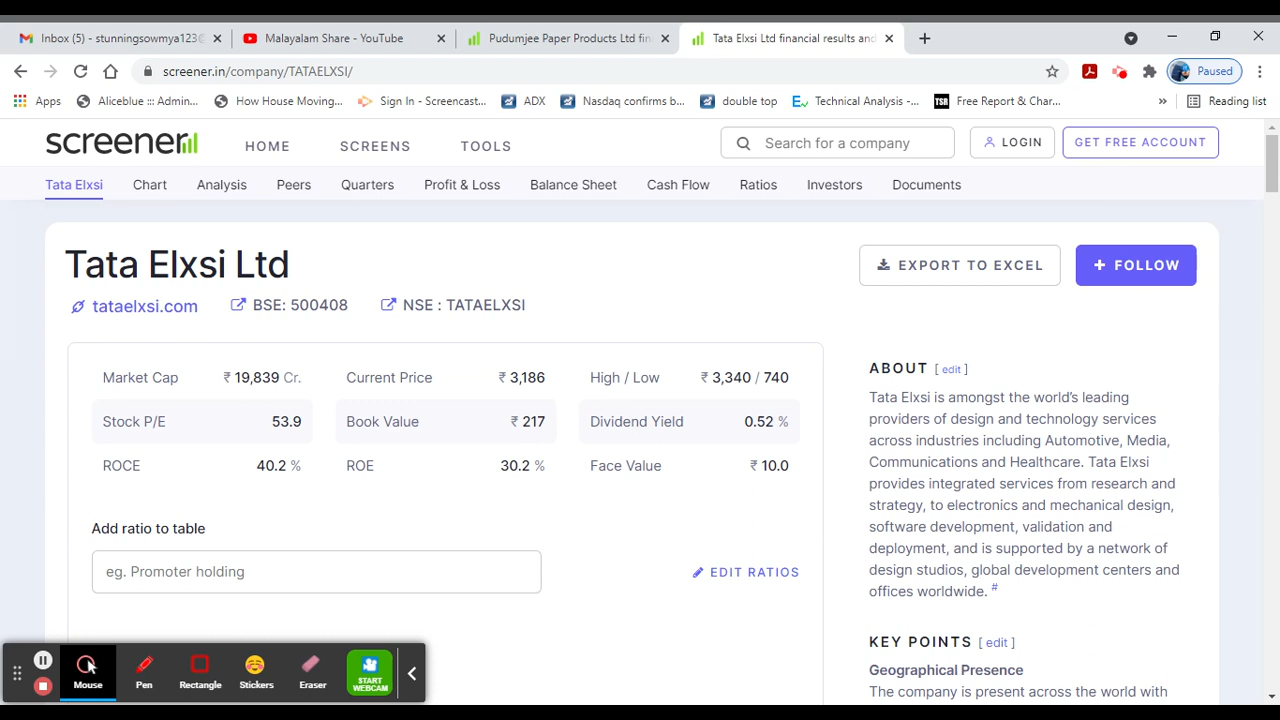 Inbox (5) - stunningsowmya123@
Malayalam Share - YouTube
Pudumjee Paper Products Ltd fin
Tata Elxsi Ltd financial results and
screener.in/company/TATAELXSI/
Paused
Apps
Aliceblue ::: Admin...
How House Moving...
Sign In - Screencast...
ADX
Nasdaq confirms b...
double top
Technical Analysis -...
TSR
Free Report & Char...
»
Reading list
screener
HOME
SCREENS
TOOLS
Search for a company
LOGIN
GET FREE ACCOUNT
Tata Elxsi
Chart
Analysis
Peers
Quarters
Profit & Loss
Balance Sheet
Cash Flow
Ratios
Investors
Documents
Tata Elxsi Ltd
EXPORT TO EXCEL
+ FOLLOW
tataelxsi.com
BSE: 500408
NSE : TATAELXSI
Market Cap ₹ 19,839 Cr.
Current Price ₹ 3,186
High / Low ₹ 3,340 / 740
Stock P/E 53.9
Book Value ₹ 217
Dividend Yield 0.52 %
ROCE 40.2 %
ROE 30.2 %
Face Value ₹ 10.0
Add ratio to table
eg. Promoter holding
EDIT RATIOS
ABOUT [ edit ]
Tata Elxsi is amongst the world’s leading
providers of design and technology services
across industries including Automotive, Media,
Communications and Healthcare. Tata Elxsi
provides integrated services from research and
strategy, to electronics and mechanical design,
software development, validation and
deployment, and is supported by a network of
design studios, global development centers and
offices worldwide. #
KEY POINTS [ edit ]
Geographical Presence
The company is present across the world with
Mouse
Pen
Rectangle
Stickers
Eraser
START
WEBCAM